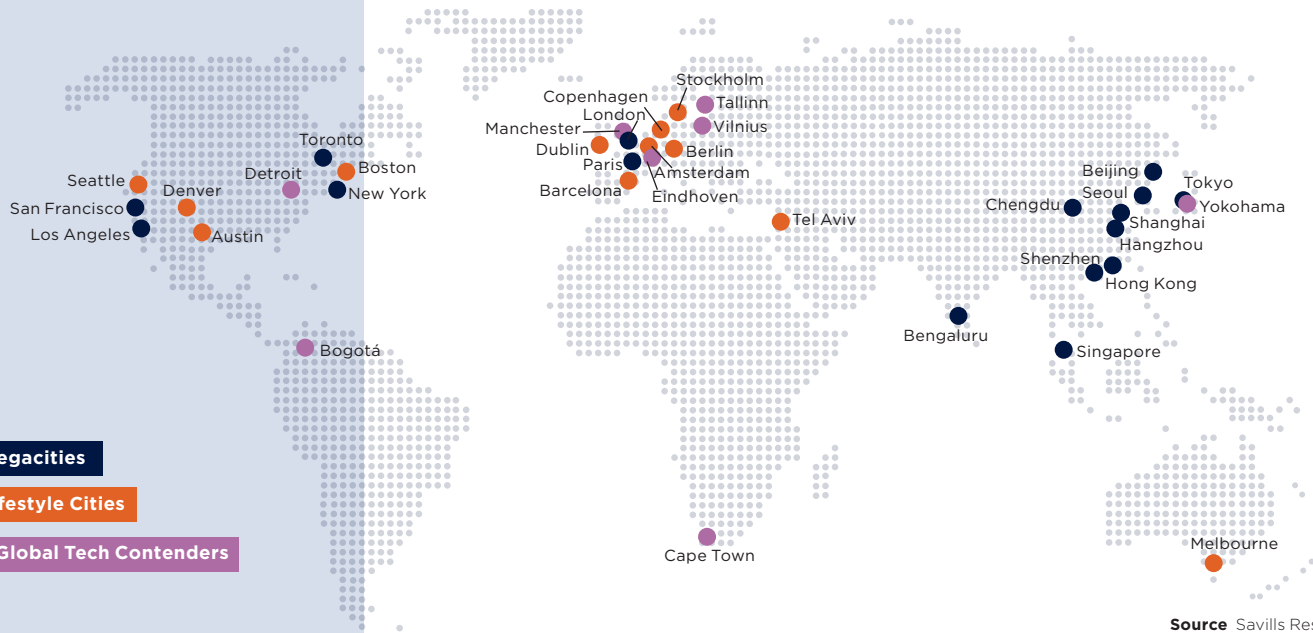 Stockholm
Copenhagen
Tallinn
London
Manchester
Vilnius
Toronto
Dublin
Berlin
Boston
Paris
Detroit
Amsterdam
Beijing
Seattle
Denver
Barcelona
Eindhoven
Seoul
Tokyo
New York
San Francisco
Chengdu
Yokohama
Los Angeles
Austin
Tel Aviv
Shanghai
Hangzhou
Shenzhen
Hong Kong
Bengaluru
Bogotá
Singapore
egacities
festyle Cities
Global Tech Contenders
Cape Town
Melbourne
Source Savills Res